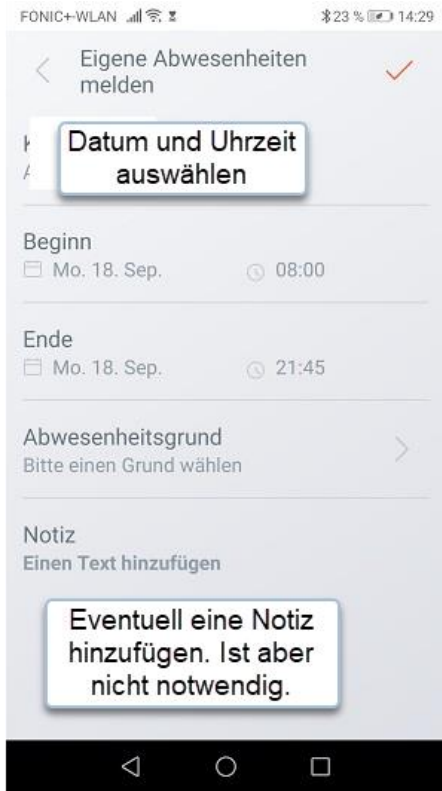 FONIC+-WLAN 23 % 14:29
Eigene Abwesenheiten
melden
Datum und Uhrzeit
auswählen
Beginn
Mo. 18. Sep. 08:00
Ende
Mo. 18. Sep. 21:45
Abwesenheitsgrund
Bitte einen Grund wählen
Notiz
Einen Text hinzufügen
Eventuell eine Notiz
hinzufügen. Ist aber
nicht notwendig.